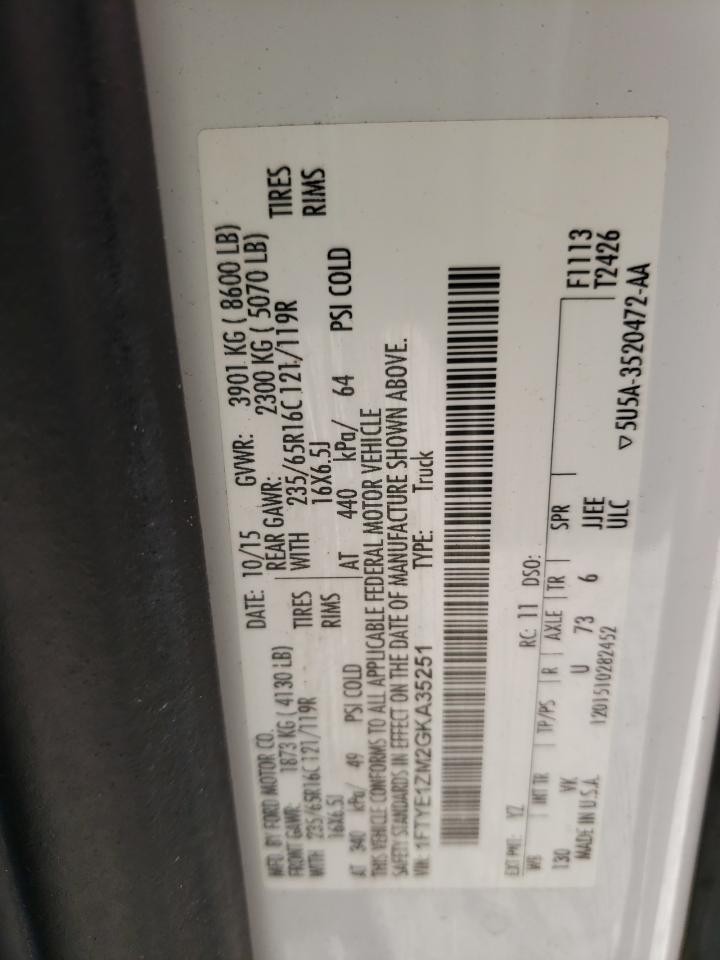 MFD. BY FORD MOTOR CO. DATE: 10/15 GVWR: 3901 KG ( 8600 LB)
FRONT GAWR: 1873 KG ( 4130 LB) REAR GAWR: 2300 KG ( 5070 LB)
WITH 235/65R16C 121/119R TIRES WITH 235/65R16C 121/119R TIRES
16X6.5J RIMS 16X6.5J RIMS
AT 340 kPa/ 49 PSI COLD AT 440 kPa/ 64 PSI COLD
THIS VEHICLE CONFORMS TO ALL APPLICABLE FEDERAL MOTOR VEHICLE
SAFETY STANDARDS IN EFFECT ON THE DATE OF MANUFACTURE SHOWN ABOVE.
VIN: 1FTYE1ZM2GKA35251 TYPE: Truck
EXT PNT: YZ RC: 11 DSO:
WB INT TR TP/PS R AXLE TR SPR F1113
130 VK U 73 6 JJEE T2426
MADE IN U.S.A. 1201510282452 ULC
▽ 5U5A-3520472-AA